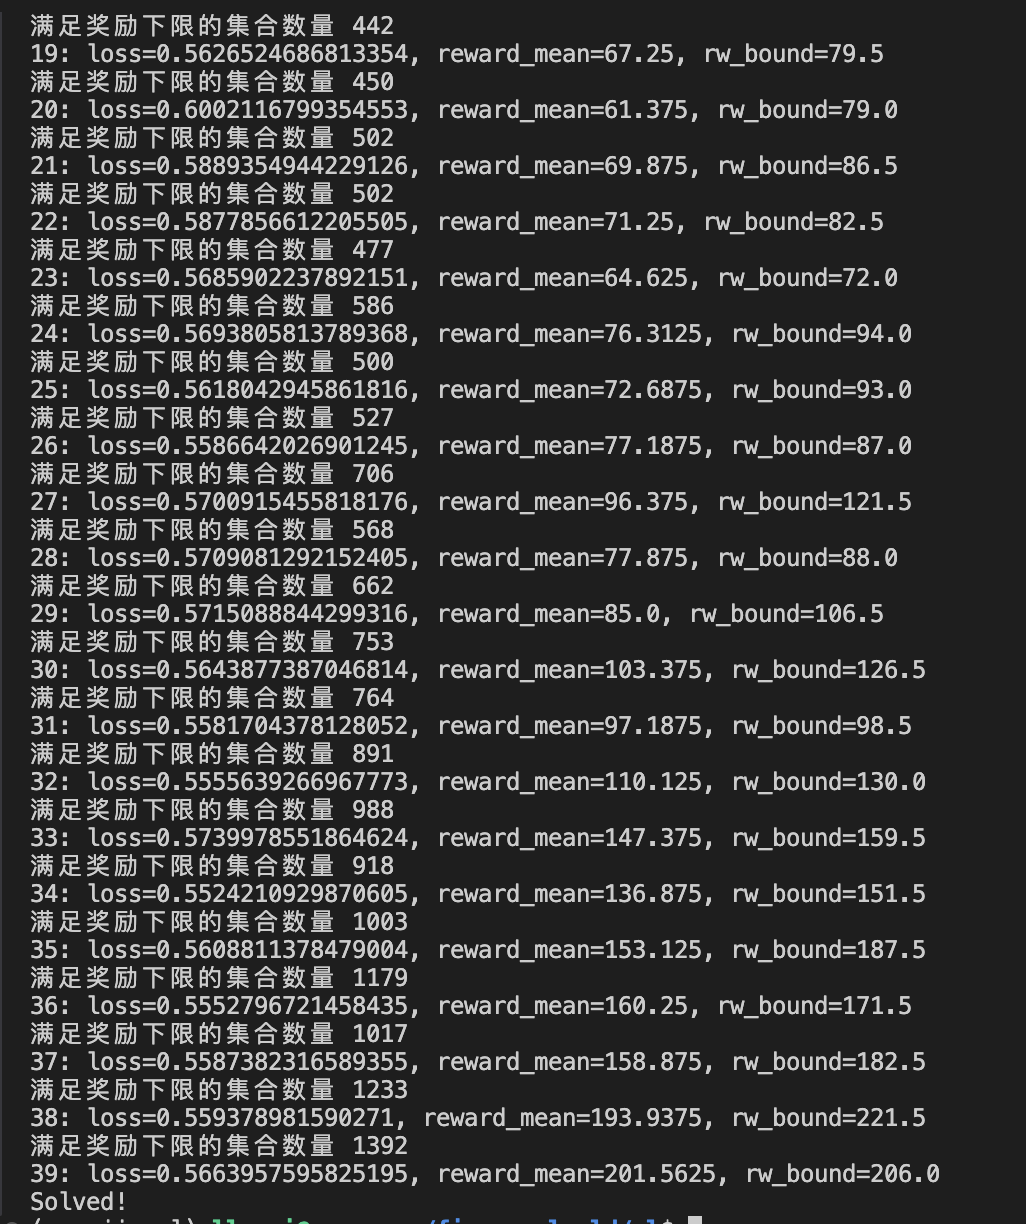 满足奖励下限的集合数量 442
19: loss=0.5626524686813354, reward_mean=67.25, rw_bound=79.5
满足奖励下限的集合数量 450
20: loss=0.6002116799354553, reward_mean=61.375, rw_bound=79.0
满足奖励下限的集合数量 502
21: loss=0.5889354944229126, reward_mean=69.875, rw_bound=86.5
满足奖励下限的集合数量 502
22: loss=0.5877856612205505, reward_mean=71.25, rw_bound=82.5
满足奖励下限的集合数量 477
23: loss=0.5685902237892151, reward_mean=64.625, rw_bound=72.0
满足奖励下限的集合数量 586
24: loss=0.5693805813789368, reward_mean=76.3125, rw_bound=94.0
满足奖励下限的集合数量 500
25: loss=0.5618042945861816, reward_mean=72.6875, rw_bound=93.0
满足奖励下限的集合数量 527
26: loss=0.5586642026901245, reward_mean=77.1875, rw_bound=87.0
满足奖励下限的集合数量 706
27: loss=0.5700915455818176, reward_mean=96.375, rw_bound=121.5
满足奖励下限的集合数量 568
28: loss=0.5709081292152405, reward_mean=77.875, rw_bound=88.0
满足奖励下限的集合数量 662
29: loss=0.5715088844299316, reward_mean=85.0, rw_bound=106.5
满足奖励下限的集合数量 753
30: loss=0.5643877387046814, reward_mean=103.375, rw_bound=126.5
满足奖励下限的集合数量 764
31: loss=0.5581704378128052, reward_mean=97.1875, rw_bound=98.5
满足奖励下限的集合数量 891
32: loss=0.5555639266967773, reward_mean=110.125, rw_bound=130.0
满足奖励下限的集合数量 988
33: loss=0.5739978551864624, reward_mean=147.375, rw_bound=159.5
满足奖励下限的集合数量 918
34: loss=0.5524210929870605, reward_mean=136.875, rw_bound=151.5
满足奖励下限的集合数量 1003
35: loss=0.5608811378479004, reward_mean=153.125, rw_bound=187.5
满足奖励下限的集合数量 1179
36: loss=0.5552796721458435, reward_mean=160.25, rw_bound=171.5
满足奖励下限的集合数量 1017
37: loss=0.5587382316589355, reward_mean=158.875, rw_bound=182.5
满足奖励下限的集合数量 1233
38: loss=0.559378981590271, reward_mean=193.9375, rw_bound=221.5
满足奖励下限的集合数量 1392
39: loss=0.5663957595825195, reward_mean=201.5625, rw_bound=206.0
Solved!